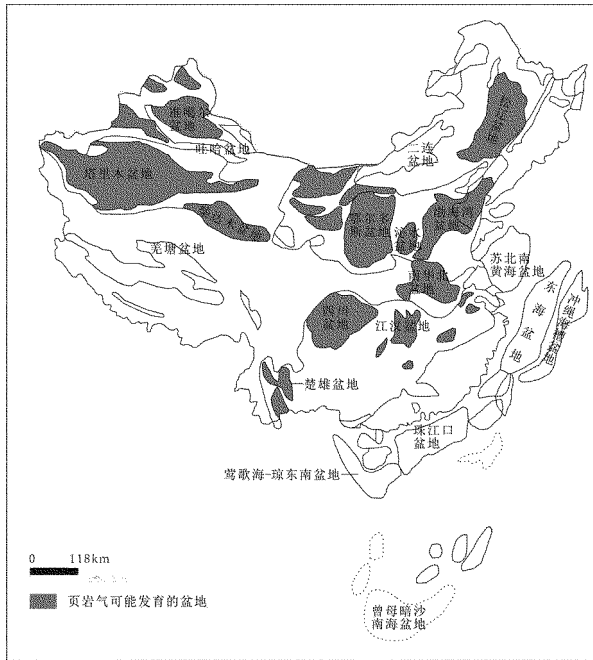 准噶尔
盆地
吐哈盆地
塔里木盆地
柴达木盆地
羌塘盆地
二连
盆地
松辽盆地
鄂尔多
斯盆地
沁水
盆地
渤海湾
盆地
南华北
盆地
苏北南
黄海盆地
东海盆地
冲绳海槽盆地
四川
盆地
江汉盆地
楚雄盆地
珠江口
盆地
莺歌海-琼东南盆地
曾母暗沙
南海盆地
0 118km
页岩气可能发育的盆地